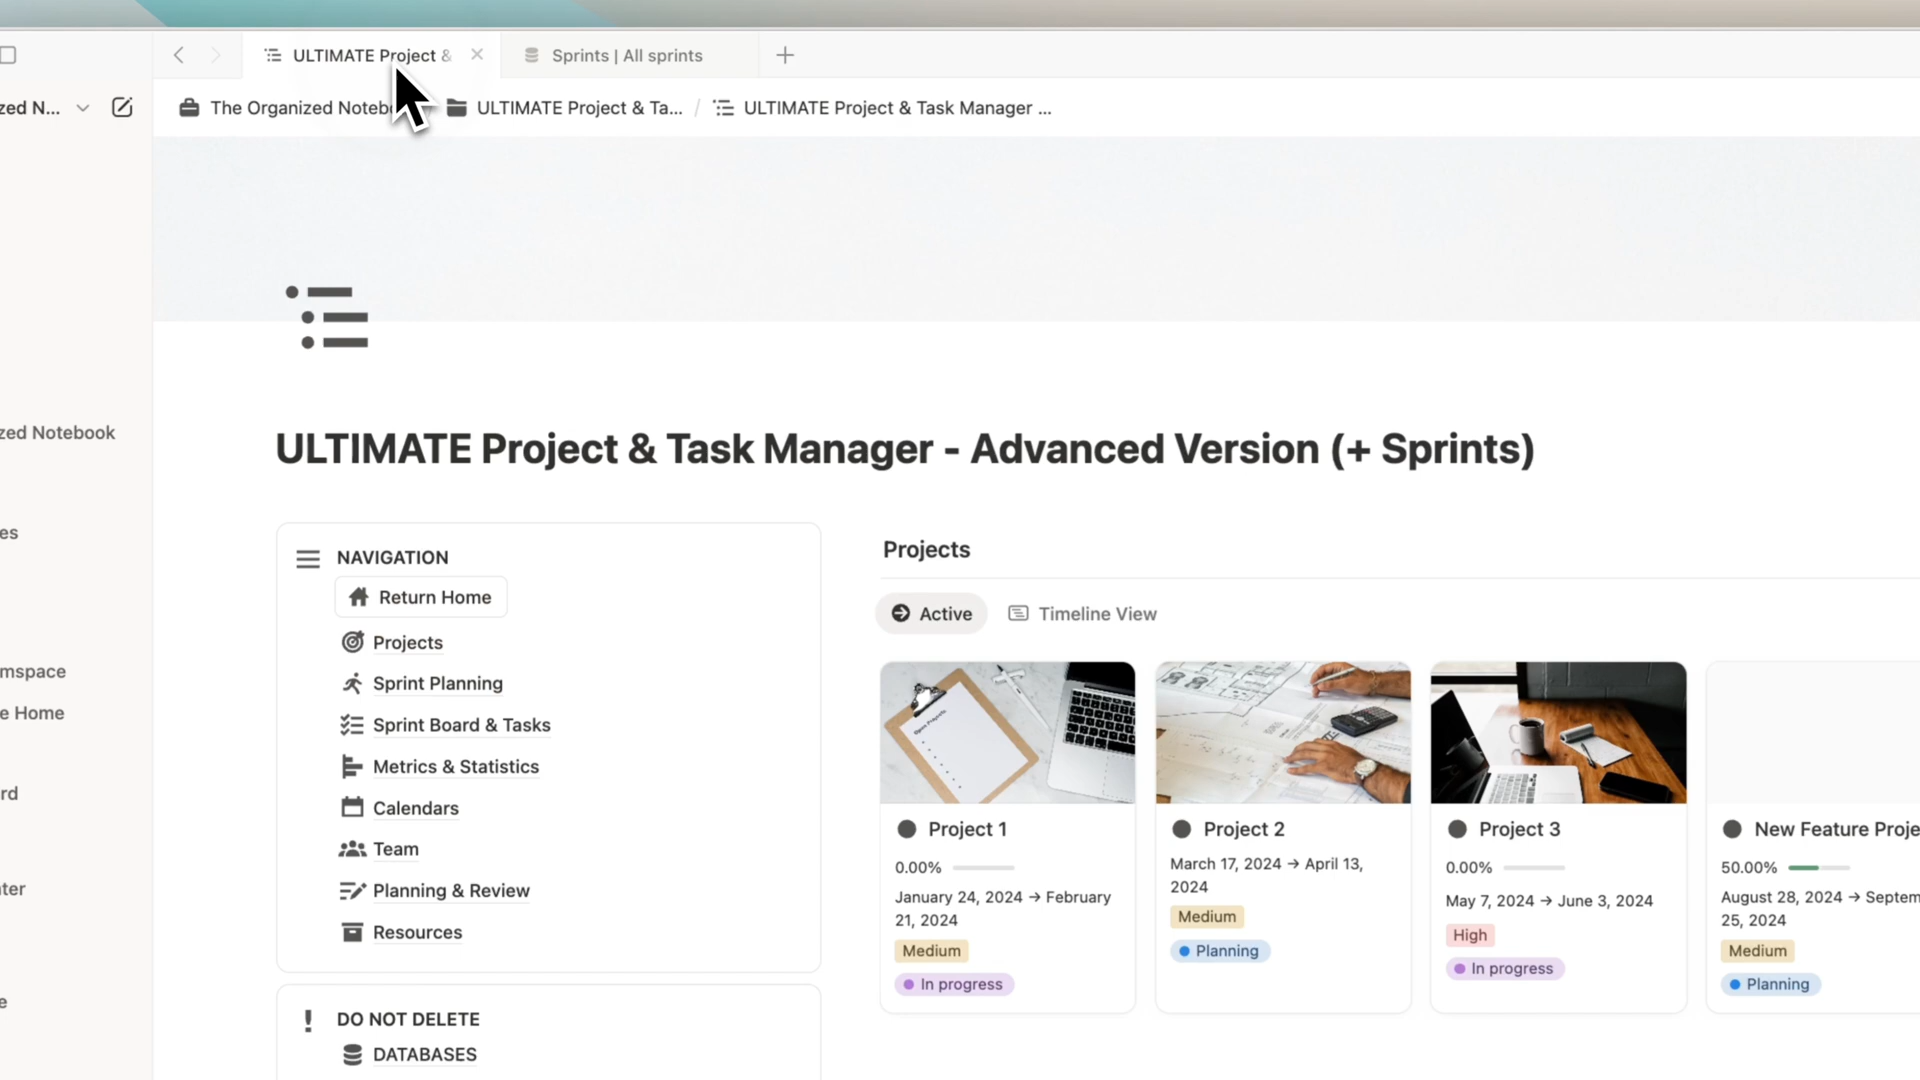 ULTIMATE Project &
Sprints | All sprints
zed N...
The Organized Noteb
ULTIMATE Project & Ta... / ULTIMATE Project & Task Manager ...
zed Notebook
es
mspace
e Home
rd
ter
e
ULTIMATE Project & Task Manager - Advanced Version (+ Sprints)
NAVIGATION
Return Home
Projects
Sprint Planning
Sprint Board & Tasks
Metrics & Statistics
Calendars
Team
Planning & Review
Resources
DO NOT DELETE
DATABASES
Projects
Active
Timeline View
Project 1
0.00%
January 24, 2024 → February
21, 2024
Medium
In progress
Project 2
March 17, 2024 → April 13,
2024
Medium
Planning
Project 3
0.00%
May 7, 2024 → June 3, 2024
High
In progress
New Feature Proje
50.00%
August 28, 2024 → Septem
25, 2024
Medium
Planning